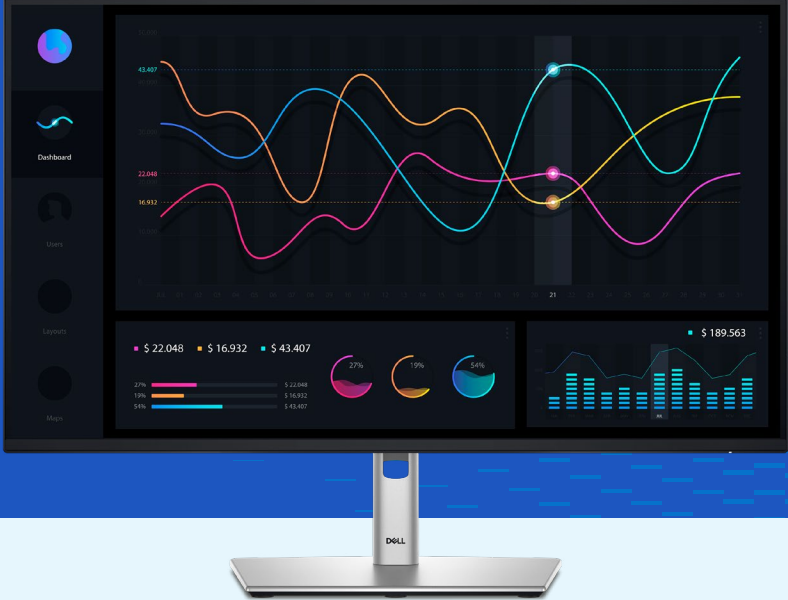 43.407
22.048
16.932
21
Dashboard
Users
Layouts
Maps
$ 22.048 $ 16.932 $ 43.407
27% $ 22.048
19% $ 16.932
54% $ 43.407
27% 19% 54%
$ 189.563
DELL